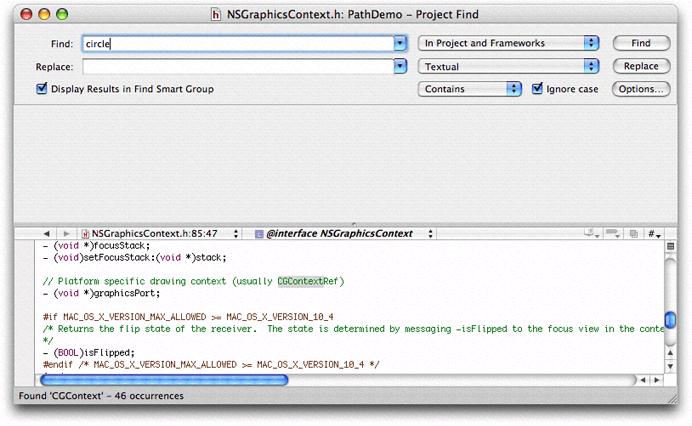 NSGraphicsContext.h: PathDemo – Project Find
Find: circle In Project and Frameworks Find
Replace: Textual Replace
Display Results in Find Smart Group Contains Ignore case Options...
NSGraphicsContext.h:85:47 C @interface NSGraphicsContext #
- (void *)focusStack;
- (void)setFocusStack:(void *)stack;
// Platform specific drawing context (usually CGContextRef)
- (void *)graphicsPort;
#if MAC_OS_X_VERSION_MAX_ALLOWED >= MAC_OS_X_VERSION_10_4
/* Returns the flip state of the receiver.  The state is determined by messaging -isFlipped to the focus view in the conte
*/
- (BOOL)isFlipped;
#endif /* MAC_OS_X_VERSION_MAX_ALLOWED >= MAC_OS_X_VERSION_10_4 */
Found 'CGContext' – 46 occurrences